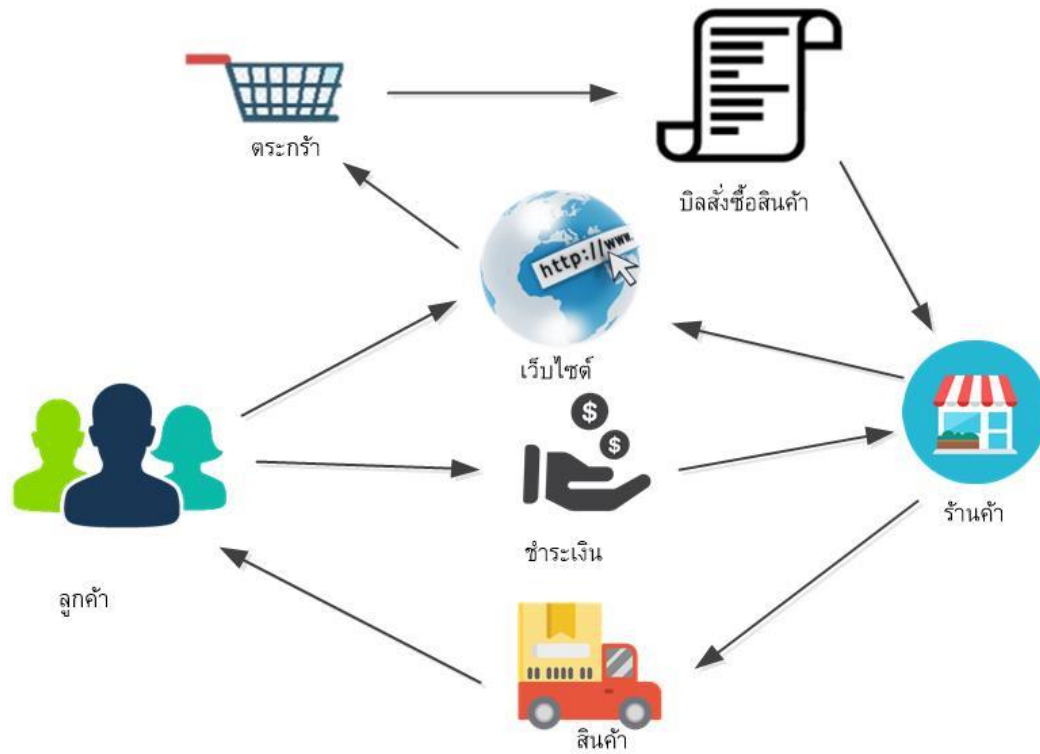 ตระกร้า
บิลสั่งซื้อสินค้า
http://www.
เว็บไซต์
$
$
ร้านค้า
ชำระเงิน
ลูกค้า
สินค้า